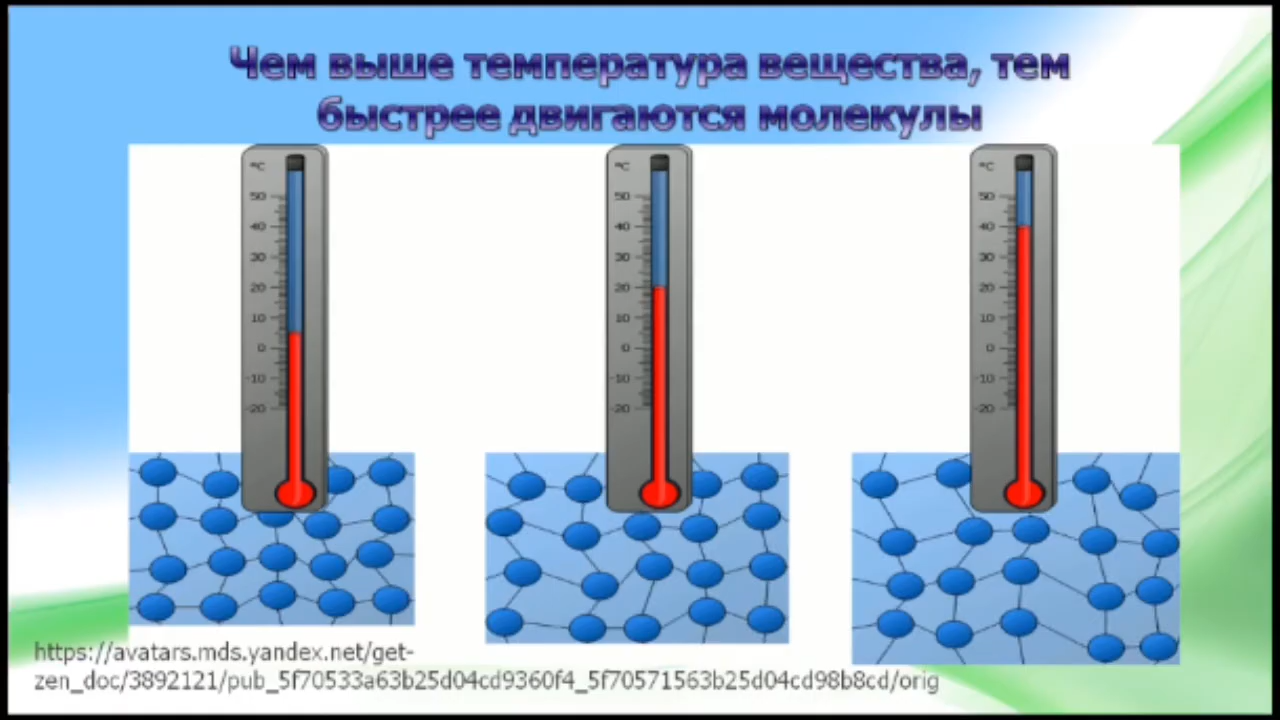 Чем выше температура вещества, тем
быстрее двигаются молекулы
°C °C °C
50 50 50
40 40 40
30 30 30
20 20 20
10 10 10
0 0 0
-10 -10 -10
-20 -20 -20
https://avatars.mds.yandex.net/get-
zen_doc/3892121/pub_5f70533a63b25d04cd9360f4_5f70571563b25d04cd98b8cd/orig